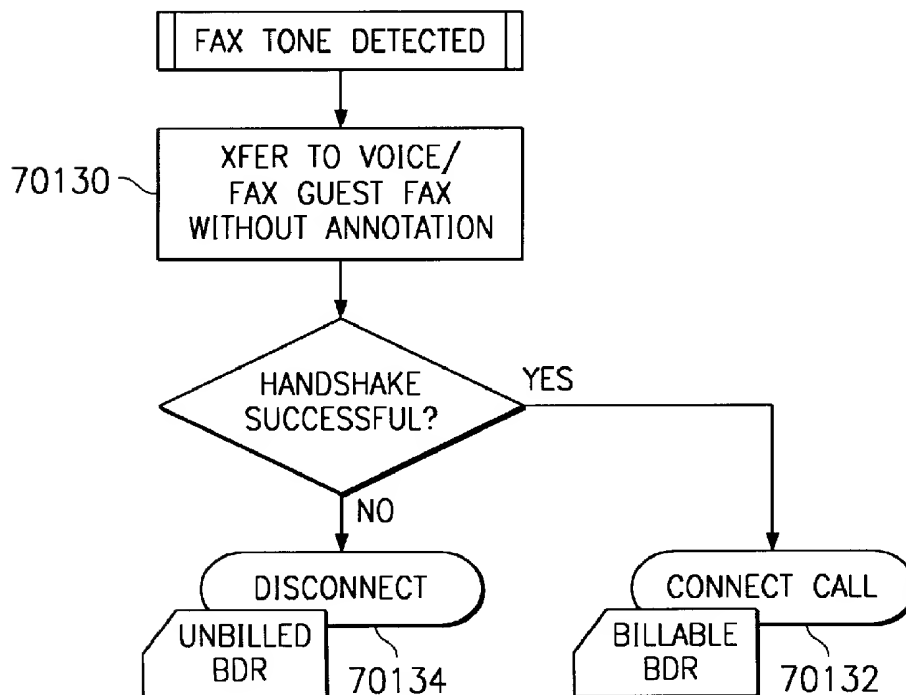 FAX TONE DETECTED
70130
XFER TO VOICE/
FAX GUEST FAX
WITHOUT ANNOTATION
HANDSHAKE
SUCCESSFUL?
YES
NO
DISCONNECT
UNBILLED
BDR
70134
CONNECT CALL
BILLABLE
BDR
70132